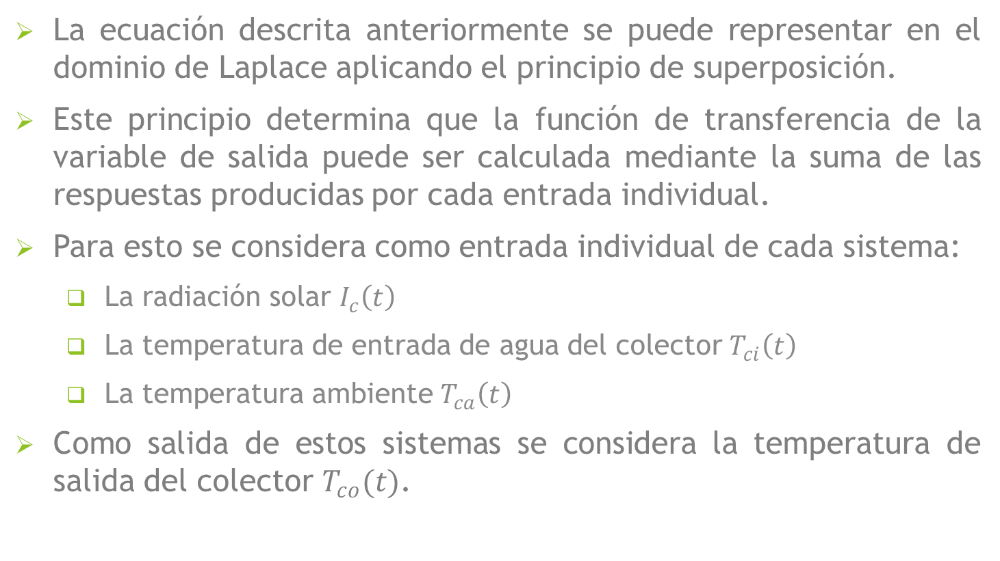 La ecuación descrita anteriormente se puede representar en el
dominio de Laplace aplicando el principio de superposición.
Este principio determina que la función de transferencia de la
variable de salida puede ser calculada mediante la suma de las
respuestas producidas por cada entrada individual.
Para esto se considera como entrada individual de cada sistema:
La radiación solar $I_c(t)$
La temperatura de entrada de agua del colector $T_{ci}(t)$
La temperatura ambiente $T_{ca}(t)$
Como salida de estos sistemas se considera la temperatura de
salida del colector $T_{co}(t)$.